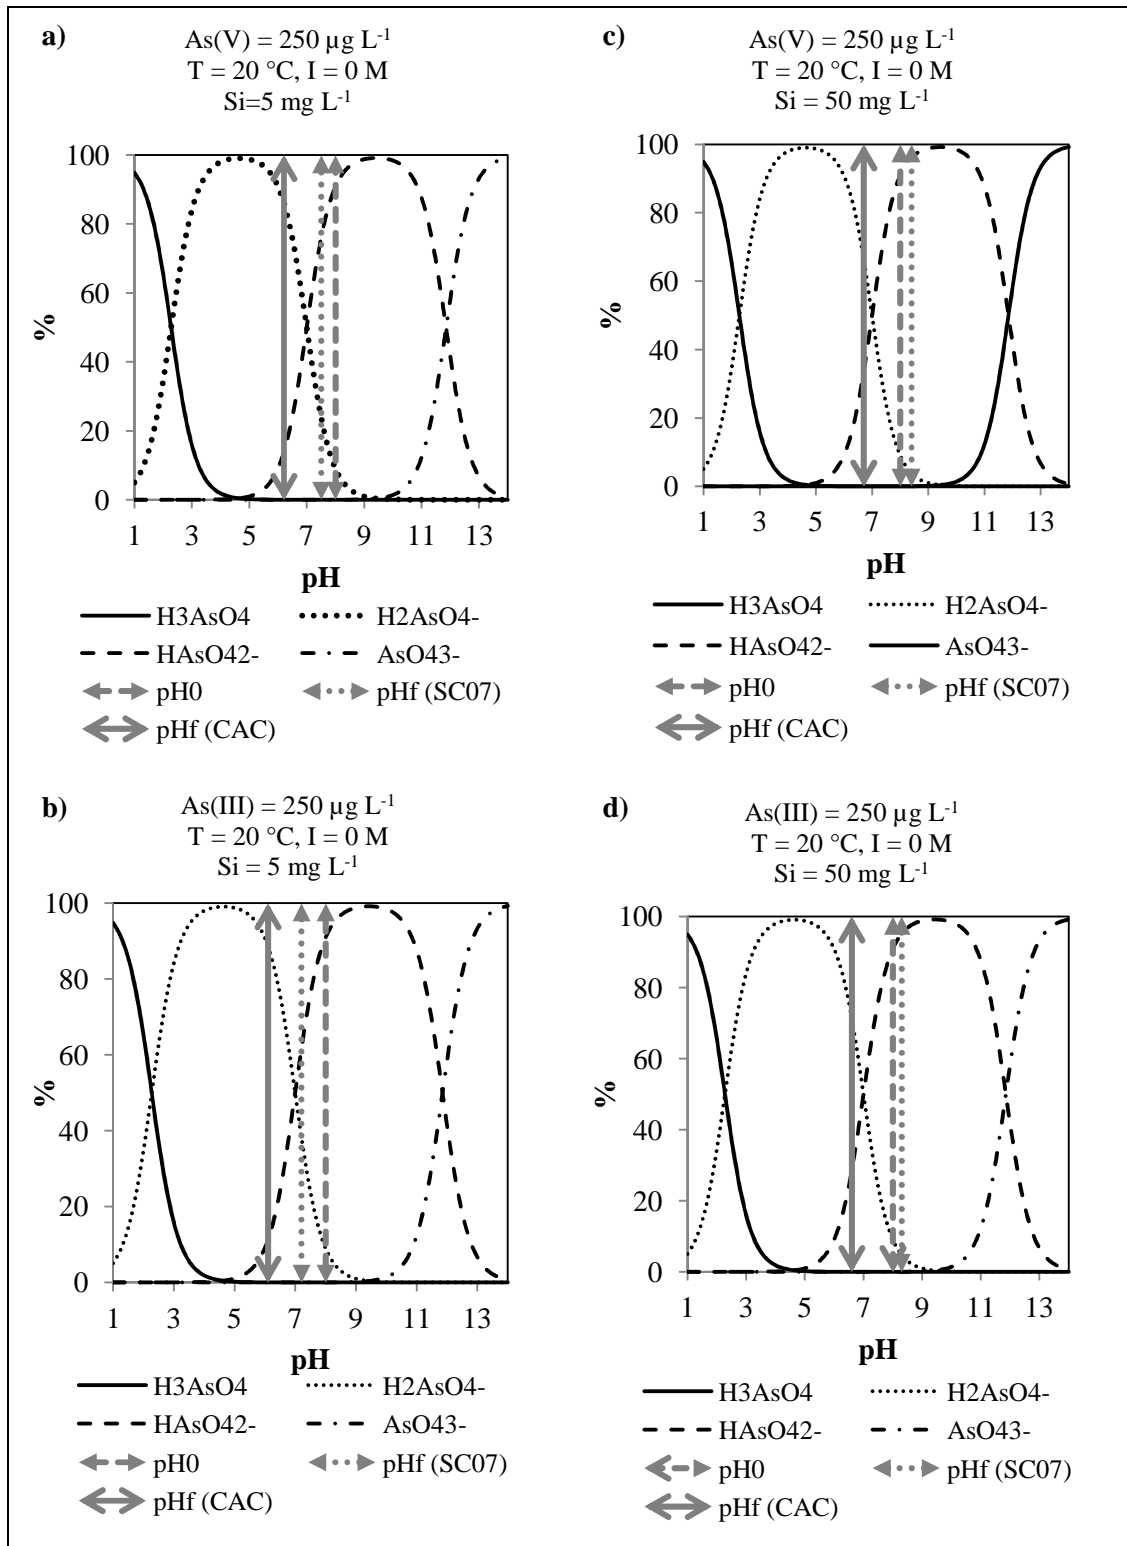 a)
As(V) = 250 µg L-1
T = 20 °C, I = 0 M
Si=5 mg L-1
100
80
60
40
20
0
%
1 3 5 7 9 11 13
pH
H3AsO4 H2AsO4-
HAsO42- AsO43-
pH0 pHf (SC07)
pHf (CAC)
c)
As(V) = 250 µg L-1
T = 20 °C, I = 0 M
Si = 50 mg L-1
100
80
60
40
20
0
%
1 3 5 7 9 11 13
pH
H3AsO4 H2AsO4-
HAsO42- AsO43-
pH0 pHf (SC07)
pHf (CAC)
b)
As(III) = 250 µg L-1
T = 20 °C, I = 0 M
Si = 5 mg L-1
100
80
60
40
20
0
%
1 3 5 7 9 11 13
pH
H3AsO4 H2AsO4-
HAsO42- AsO43-
pH0 pHf (SC07)
pHf (CAC)
d)
As(III) = 250 µg L-1
T = 20 °C, I = 0 M
Si = 50 mg L-1
100
80
60
40
20
0
%
1 3 5 7 9 11 13
pH
H3AsO4 H2AsO4-
HAsO42- AsO43-
pH0 pHf (SC07)
pHf (CAC)